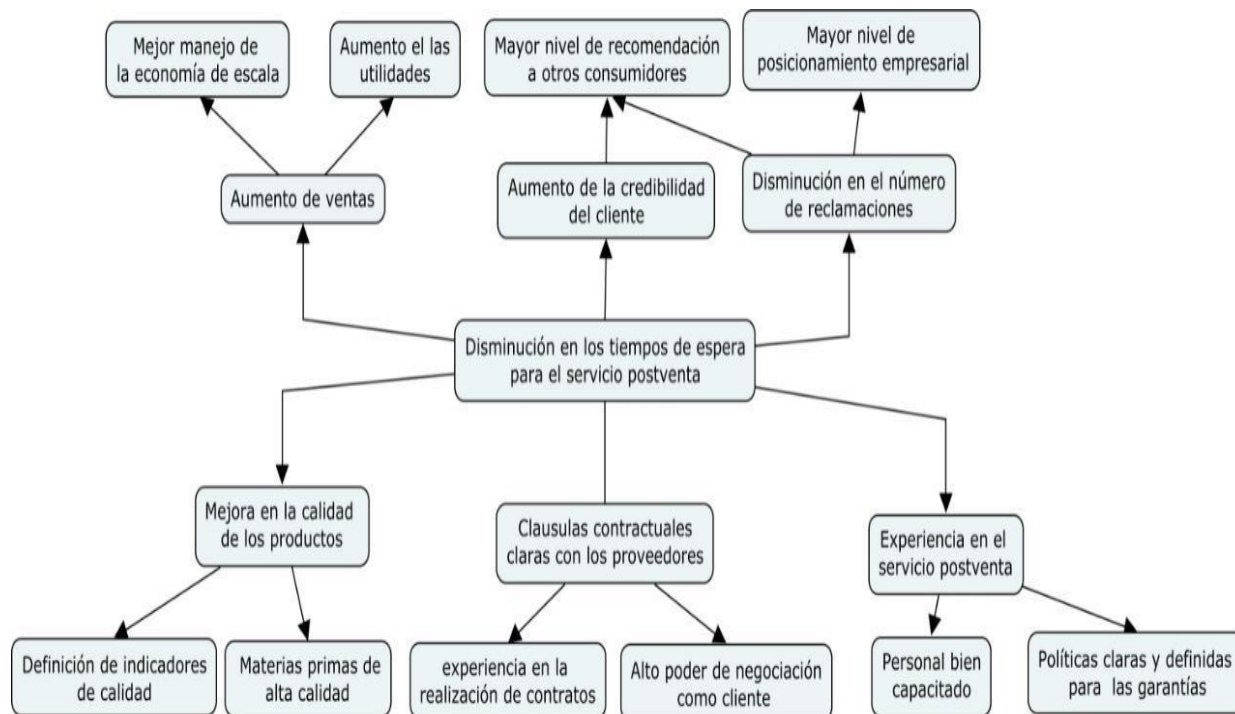 Mejor manejo de
la economía de escala
Aumento el las
utilidades
Mayor nivel de recomendación
a otros consumidores
Mayor nivel de
posicionamiento empresarial
Aumento de ventas
Aumento de la credibilidad
del cliente
Disminución en el número
de reclamaciones
Disminución en los tiempos de espera
para el servicio postventa
Mejora en la calidad
de los productos
Clausulas contractuales
claras con los proveedores
Experiencia en el
servicio postventa
Definición de indicadores
de calidad
Materias primas de
alta calidad
experiencia en la
realización de contratos
Alto poder de negociación
como cliente
Personal bien
capacitado
Políticas claras y definidas
para las garantías